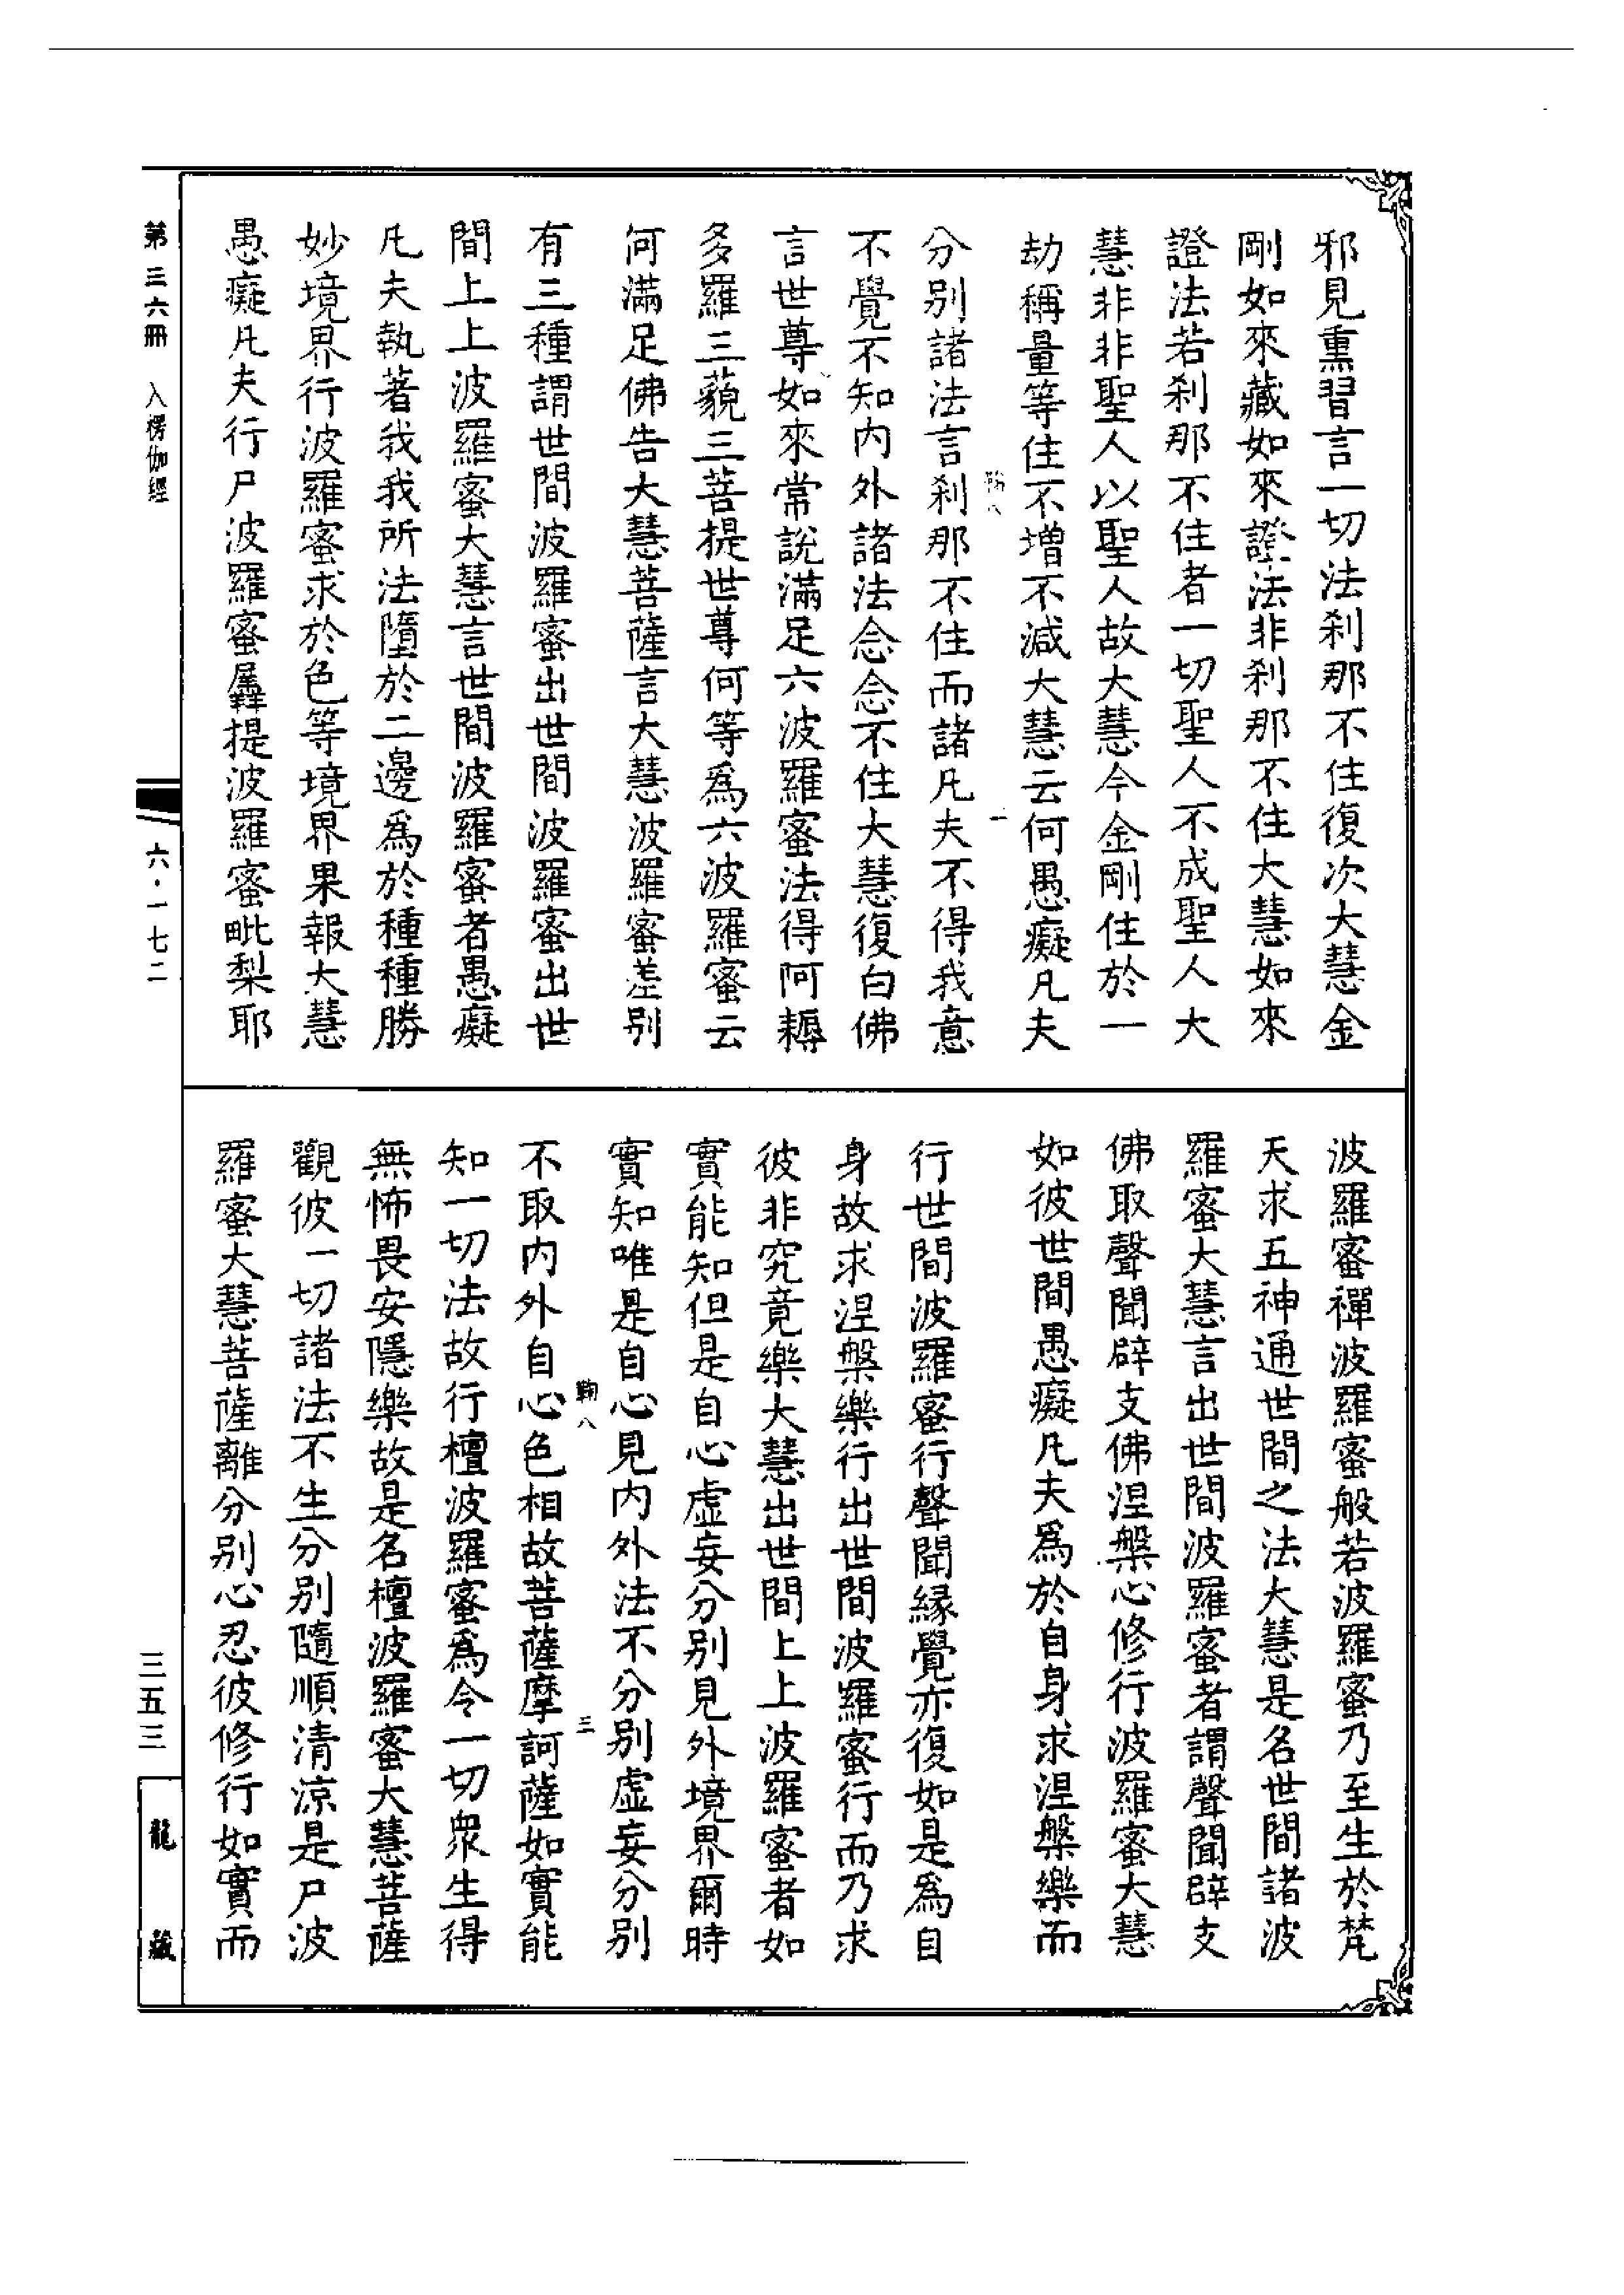 邪見熏習言一切法刹那不住復次大慧金
剛如來藏如來證法非刹那不住大慧如來
證法若刹那不住者一切聖人不成聖人大
慧非非聖人以聖人故大慧今金剛住於一
劫稱量等住不增不減大慧云何愚癡凡夫
鞠八
二
分别諸法言刹那不住而諸凡夫不得我意
不覺不知内外諸法念念不住大慧復白佛
言世尊如來常說滿足六波羅蜜法得阿耨
多羅三藐三菩提世尊何等爲六波羅蜜云
何滿足佛告大慧菩薩言大慧波羅蜜差别
有三種謂世間波羅蜜出世間波羅蜜出世
間上上波羅蜜大慧言世間波羅蜜者愚癡
凡夫執著我我所法墮於二邊爲於種種勝
妙境界行波羅蜜求於色等境界果報大慧
愚癡凡夫行尸波羅蜜羼提波羅蜜毗梨耶
波羅蜜禪波羅蜜般若波羅蜜乃至生於梵
天求五神通世間之法大慧是名世間諸波
羅蜜大慧言出世間波羅蜜者謂聲聞辟支
佛取聲聞辟支佛涅槃心修行波羅蜜大慧
如彼世間愚癡凡夫爲於自身求涅槃樂而
行世間波羅蜜行聲聞緣覺亦復如是爲自
身故求涅槃樂行出世間波羅蜜行而乃求
彼非究竟樂大慧出世間上上波羅蜜者如
實能知但是自心虛妄分别見外境界爾時
實知唯是自心見内外法不分别虛妄分别
鞠八
三
不取内外自心色相故菩薩摩訶薩如實能
知一切法故行檀波羅蜜爲令一切衆生得
無怖畏安隱樂故是名檀波羅蜜大慧菩薩
觀彼一切諸法不生分别隨順清涼是尸波
羅蜜大慧菩薩離分别心忍彼修行如實而
第三六冊 入楞伽經
六·一七二
三五三
龍藏